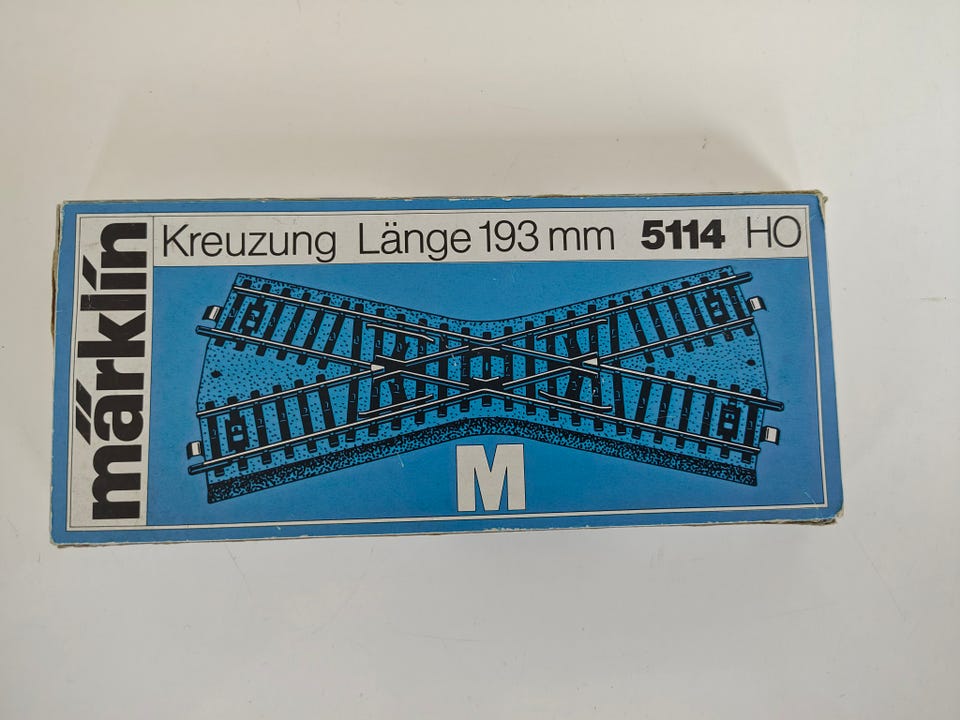 märklin
Kreuzung Länge 193 mm 5114 HO
M